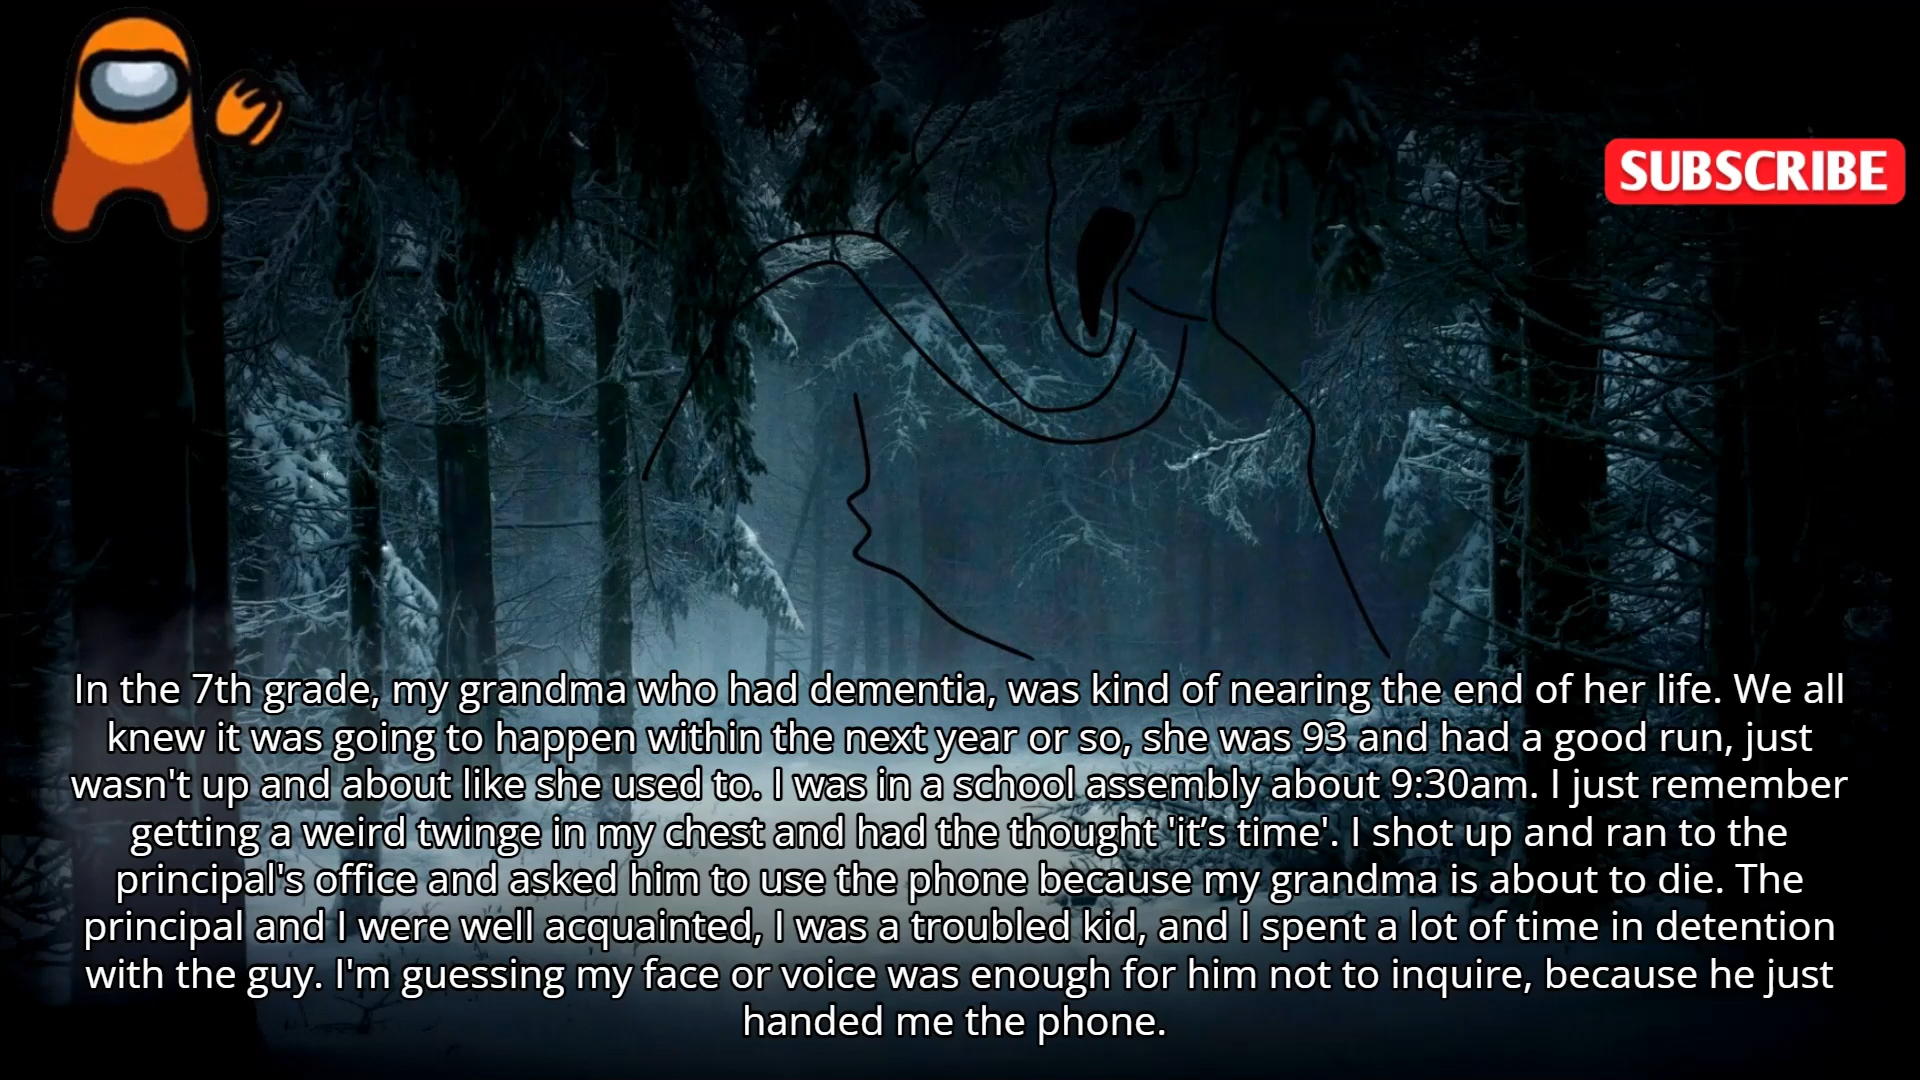 SUBSCRIBE
In the 7th grade, my grandma who had dementia, was kind of nearing the end of her life. We all
knew it was going to happen within the next year or so, she was 93 and had a good run, just
wasn't up and about like she used to. I was in a school assembly about 9:30am. I just remember
getting a weird twinge in my chest and had the thought 'it’s time'. I shot up and ran to the
principal's office and asked him to use the phone because my grandma is about to die. The
principal and I were well acquainted, I was a troubled kid, and I spent a lot of time in detention
with the guy. I'm guessing my face or voice was enough for him not to inquire, because he just
handed me the phone.